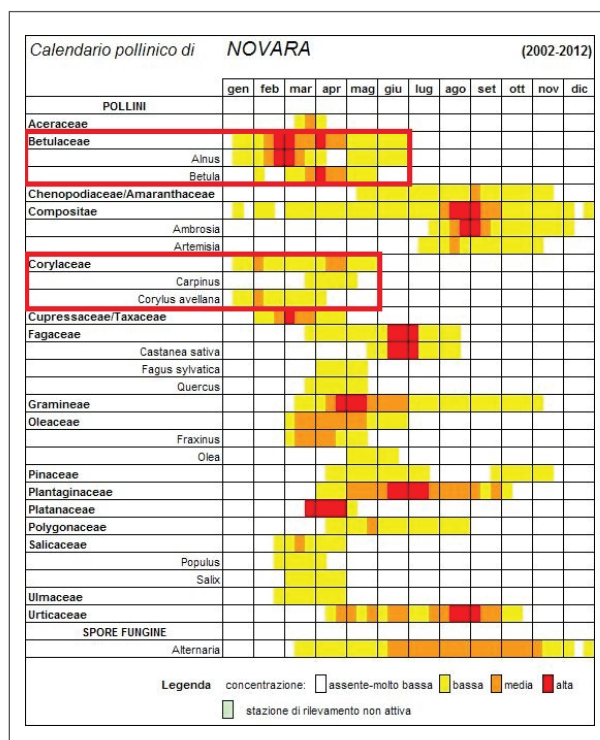 Calendario pollinico di NOVARA (2002-2012)
gen feb mar apr mag giu lug ago set ott nov dic
POLLINI
Aceraceae
Betulaceae
Alnus
Betula
Chenopodiaceae/Amaranthaceae
Compositae
Ambrosia
Artemisia
Corylaceae
Carpinus
Corylus avellana
Cupressaceae/Taxaceae
Fagaceae
Castanea sativa
Fagus sylvatica
Quercus
Gramineae
Oleaceae
Fraxinus
Olea
Pinaceae
Plantaginaceae
Platanaceae
Polygonaceae
Salicaceae
Populus
Salix
Ulmaceae
Urticaceae
SPORE FUNGINE
Alternaria
Legenda concentrazione: assente-molto bassa bassa media alta
stazione di rilevamento non attiva